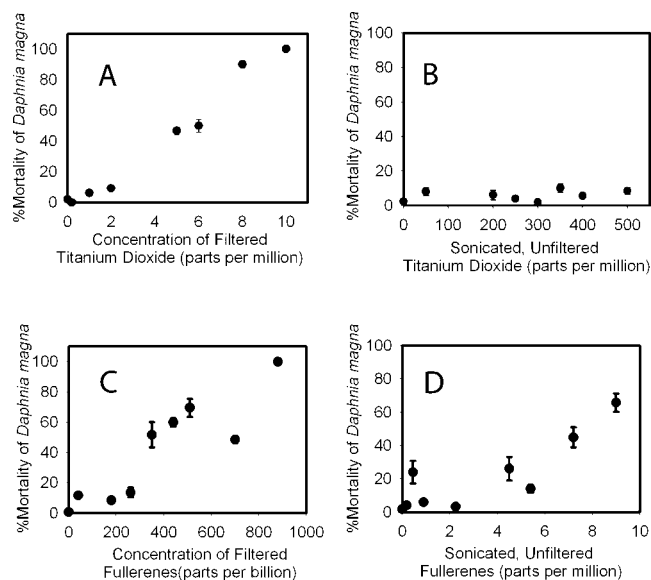 %Mortality of Daphnia magna
100
80
60
40
20
0
A
0 2 4 6 8 10
Concentration of Filtered
Titanium Dioxide (parts per million)
%Mortality of Daphnia magna
100
80
60
40
20
0
B
0 100 200 300 400 500
Sonicated, Unfiltered
Titanium Dioxide (parts per million)
%Mortality of Daphnia magna
100
80
60
40
20
0
C
0 200 400 600 800 1000
Concentration of Filtered
Fullerenes(parts per billion)
%Mortality of Daphnia magna
100
80
60
40
20
0
D
0 2 4 6 8 10
Sonicated, Unfiltered
Fullerenes (parts per million)